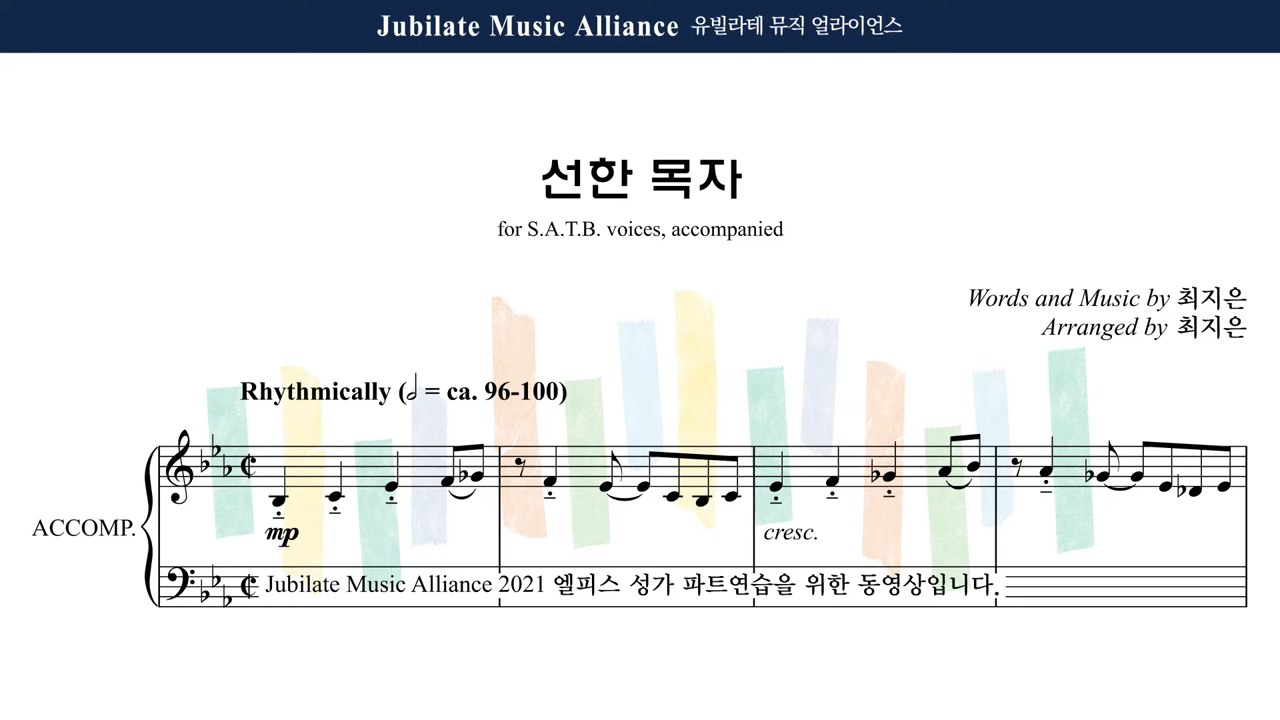 Jubilate Music Alliance 유빌라테 뮤직 얼라이언스
선한 목자
for S.A.T.B. voices, accompanied
Words and Music by 최지은
Arranged by 최지은
Rhythmically (𝅗𝅥 = ca. 96-100)
ACCOMP.
mp
cresc.
Jubilate Music Alliance 2021 엘피스 성가 파트연습을 위한 동영상입니다.